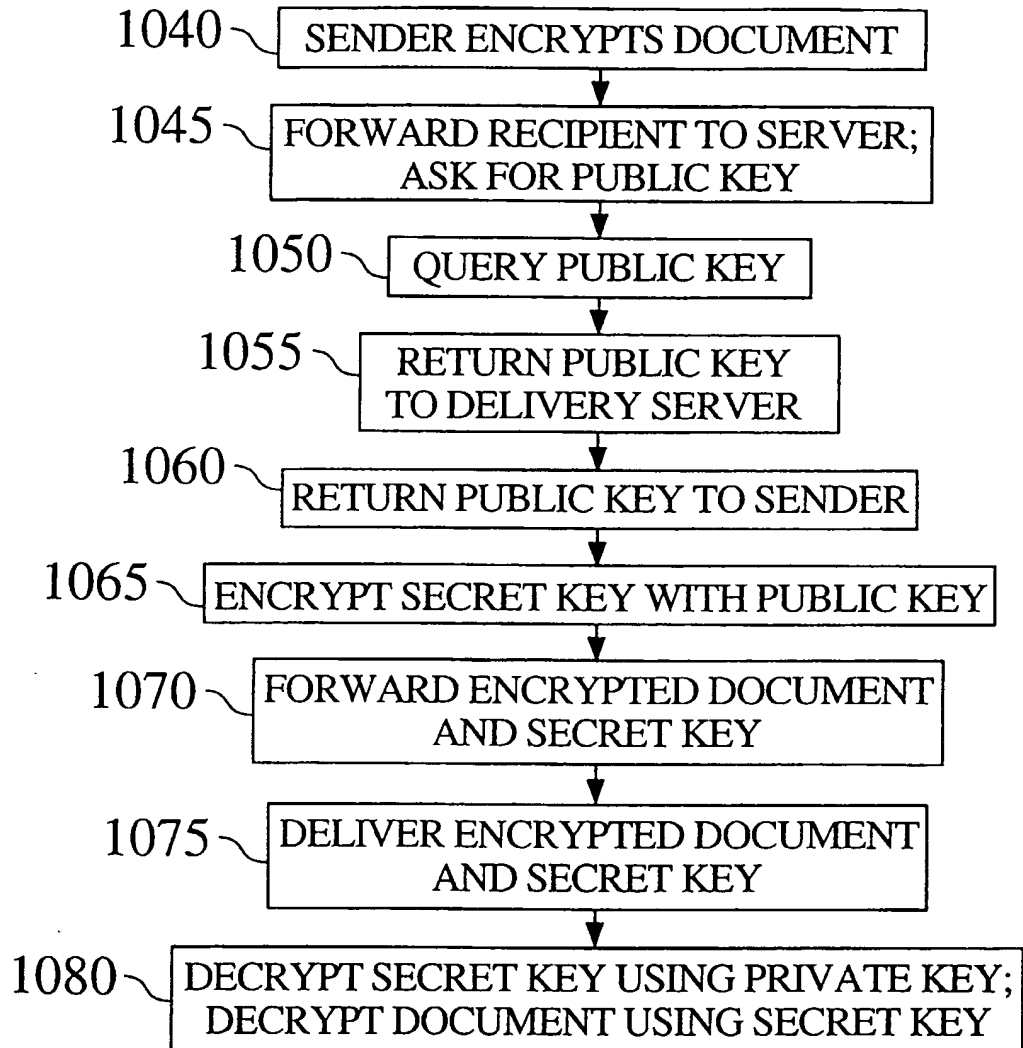 1040 SENDER ENCRYPTS DOCUMENT
1045 FORWARD RECIPIENT TO SERVER;
ASK FOR PUBLIC KEY
1050 QUERY PUBLIC KEY
1055 RETURN PUBLIC KEY
TO DELIVERY SERVER
1060 RETURN PUBLIC KEY TO SENDER
1065 ENCRYPT SECRET KEY WITH PUBLIC KEY
1070 FORWARD ENCRYPTED DOCUMENT
AND SECRET KEY
1075 DELIVER ENCRYPTED DOCUMENT
AND SECRET KEY
1080 DECRYPT SECRET KEY USING PRIVATE KEY;
DECRYPT DOCUMENT USING SECRET KEY